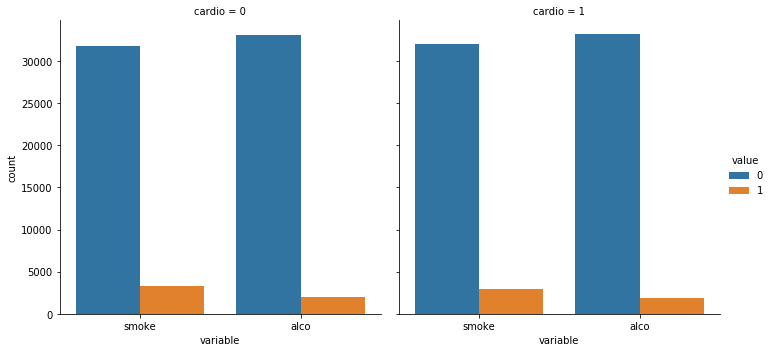 cardio = 0
cardio = 1
30000
25000
20000
15000
10000
5000
0
count
smoke
alco
variable
smoke
alco
variable
value
0
1